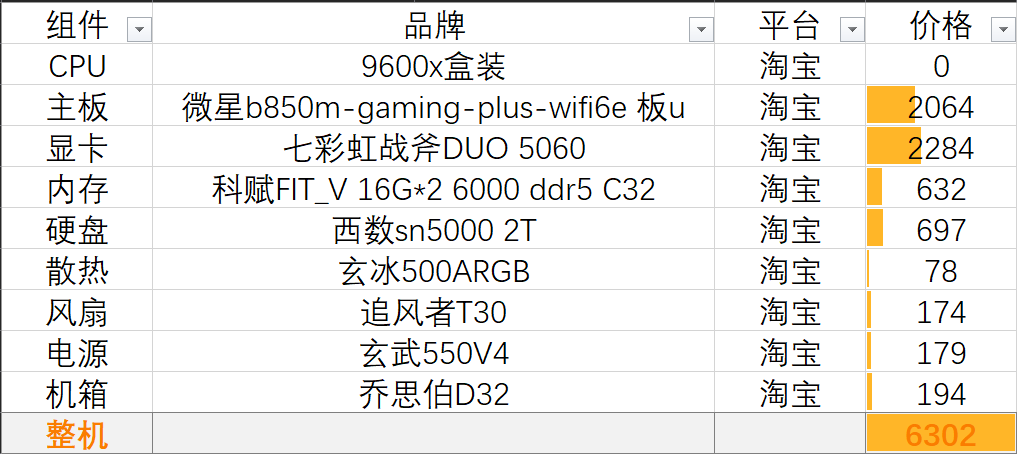 组件 品牌 平台 价格
CPU 9600x盒装 淘宝 0
主板 微星b850m-gaming-plus-wifi6e 板u 淘宝 2064
显卡 七彩虹战斧DUO 5060 淘宝 2284
内存 科赋FIT_V 16G*2 6000 ddr5 C32 淘宝 632
硬盘 西数sn5000 2T 淘宝 697
散热 玄冰500ARGB 淘宝 78
风扇 追风者T30 淘宝 174
电源 玄武550V4 淘宝 179
机箱 乔思伯D32 淘宝 194
整机 6302